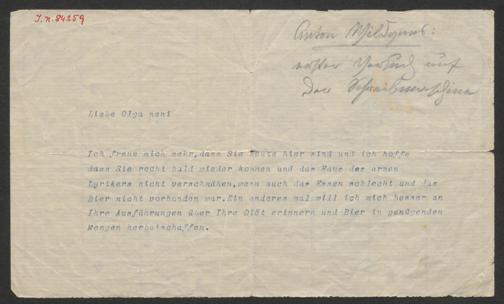 I.N. 84259
Anton Wildgans:
erster Versuch auf
der Schreibmaschine
Liebe Olga
Ich freue mich sehr, dass Sie heute hier sind und ich hoffe
dass Sie recht bald wieder kommen und das Haus des armen
Lyrikers nicht verschmähen, wenn auch das Essen schlecht und das
Bier nicht vorhanden war. Ein anderes mal will ich mich besser an
Ihre Ausführungen über Ihre Diät erinnern und Bier in genügenden
Mengen herbeischaffen.